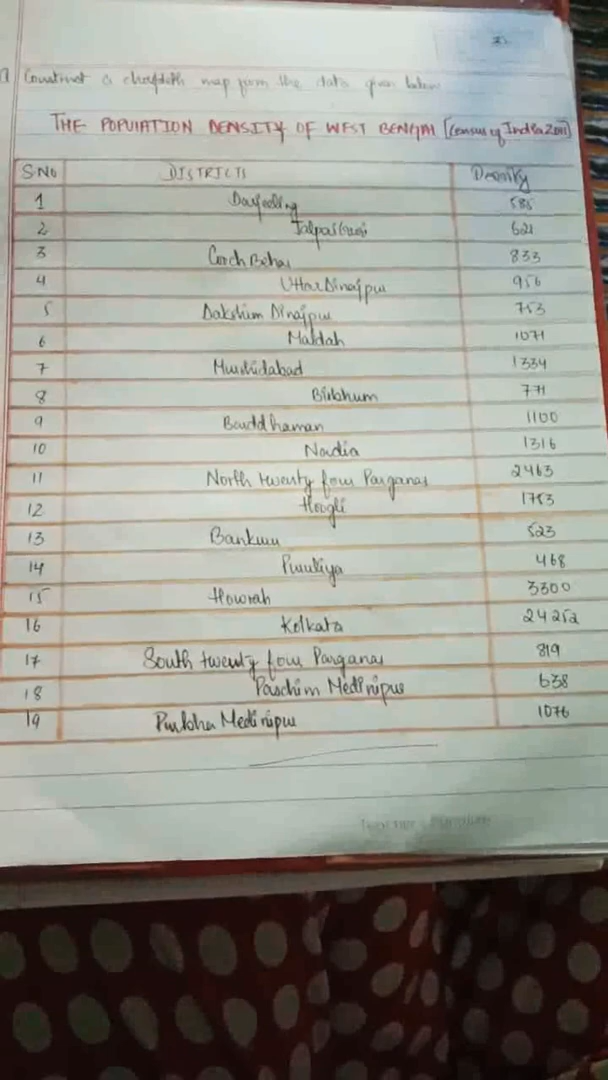 Q Construct a choropleth map from the data given below
THE POPULATION DENSITY OF WEST BENGAL [Census of India 2011]
S.NO DISTRICTS Density
1 Darjeeling 585
2 Jalpaiguri 621
3 Coch Behar 833
4 Uttar Dinajpur 956
5 Dakshin Dinajpur 753
6 Maldah 1071
7 Murshidabad 1334
8 Birbhum 771
9 Barddhaman 1100
10 Nadia 1316
11 North twenty four Parganas 2463
12 Hoogli 1753
13 Bankura 523
14 Puruliya 468
15 Howrah 3300
16 Kolkata 24252
17 South twenty four Parganas 819
18 Paschim Medinipur 638
19 Purbha Medinipur 1076